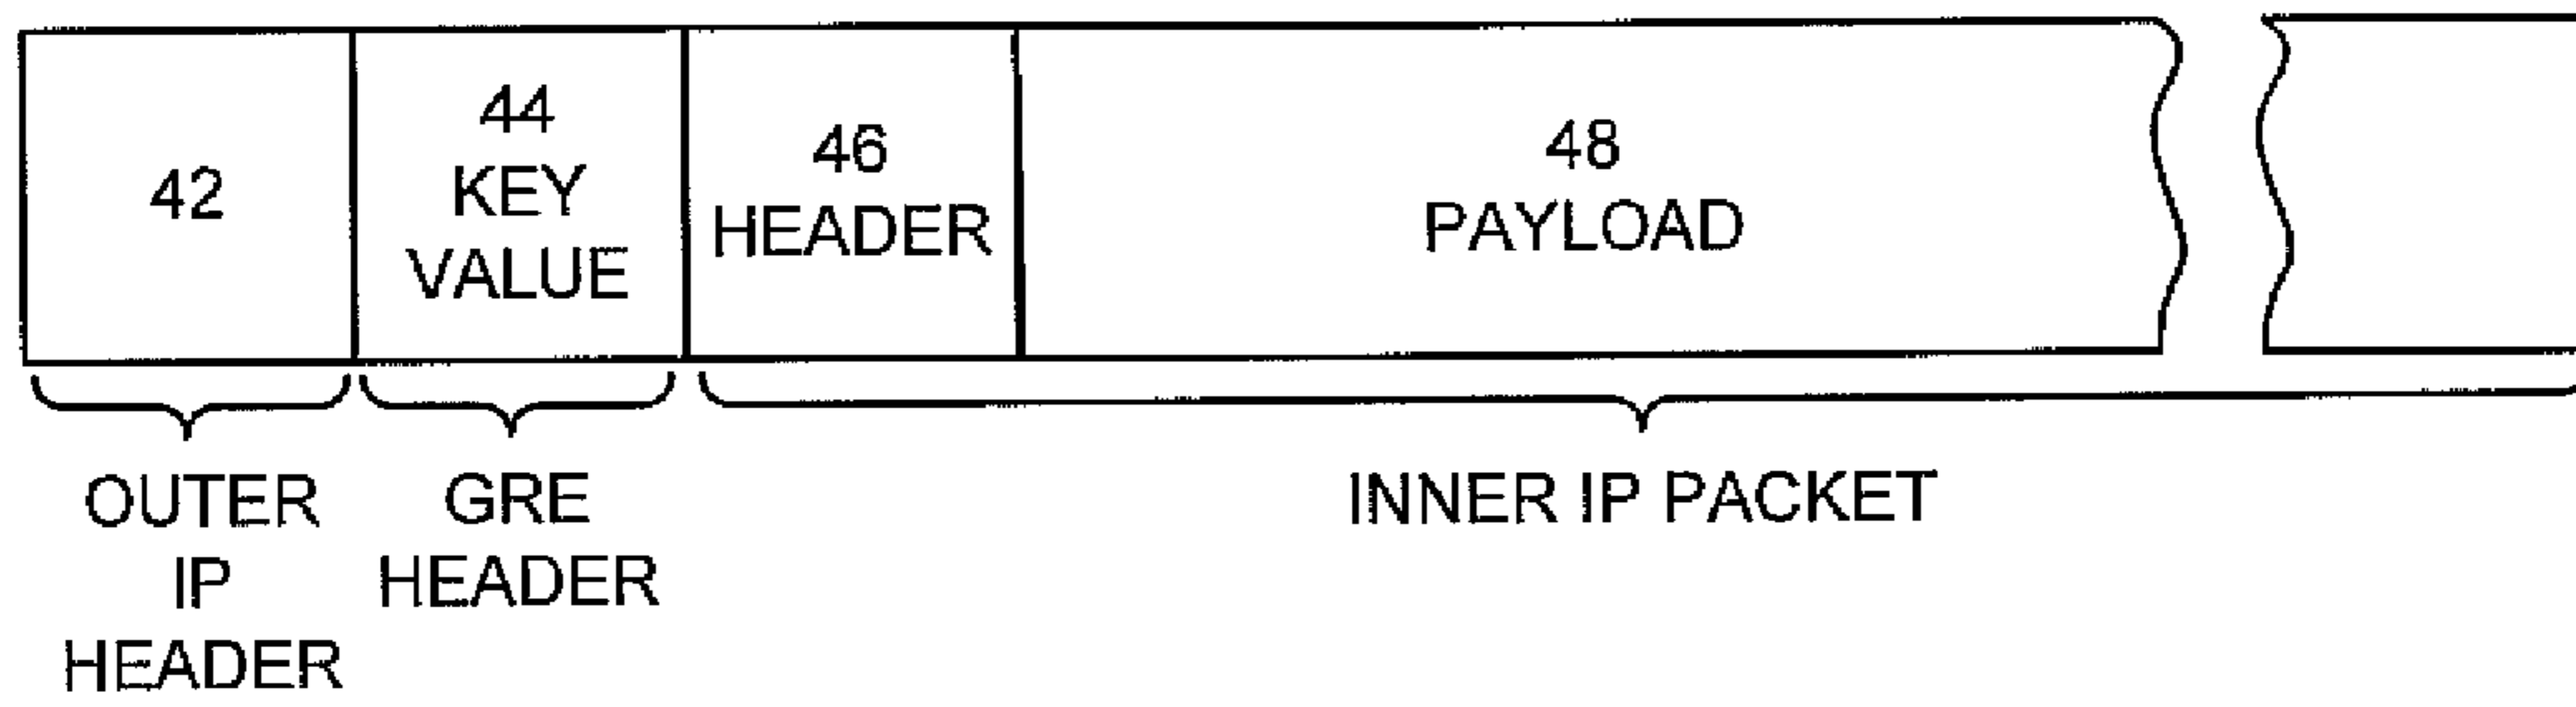 42
44
KEY
VALUE
46
HEADER
48
PAYLOAD
OUTER
IP
HEADER
GRE
HEADER
INNER IP PACKET